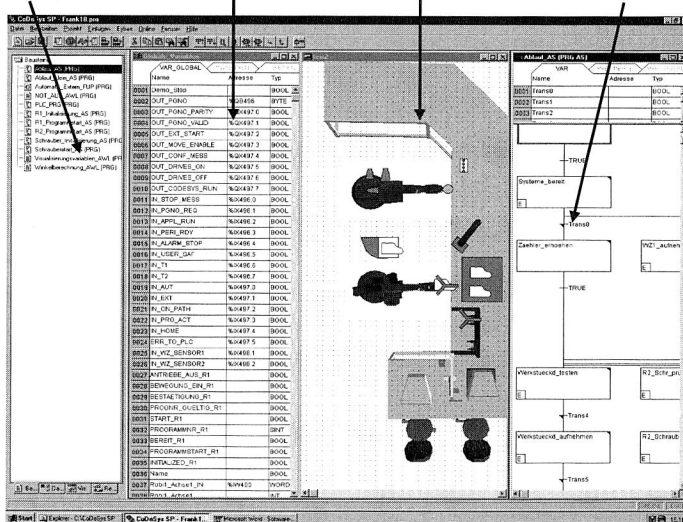 CoDeSys SP - Frank18.pro
Datei Bearbeiten Projekt Einfügen Extras Online Fenster Hilfe
Bausteine
Ablauf_AS (PRG)
NOT_AUS_AWL (PRG)
PLC_PRG (PRG)
R1_Initialisierung_AS (PRG)
R1_Programmstart_AS (PRG)
R2_Programmstart_AS (PRG)
Winkelberechnung_AWL (PRG)
VAR_GLOBAL
Name Adresse Typ
0001 Demo_Stop BOOL
0002 OUT_PGNO %QB496 BYTE
0003 OUT_PGNO_PARITY %QX497.0 BOOL
0004 OUT_PGNO_VALID %QX497.1 BOOL
0005 OUT_EXT_START %QX497.2 BOOL
0006 OUT_MOVE_ENABLE %QX497.3 BOOL
0007 OUT_CONF_MESS %QX497.4 BOOL
0008 OUT_DRIVES_ON %QX497.5 BOOL
0009 OUT_DRIVES_OFF %QX497.6 BOOL
0010 OUT_CODESYS_RUN %QX497.7 BOOL
0011 IN_STOP_MESS %IX496.0 BOOL
0012 IN_PGNO_REQ %IX496.1 BOOL
0013 IN_APPL_RUN %IX496.2 BOOL
0014 IN_PERI_RDY %IX496.3 BOOL
0015 IN_ALARM_STOP %IX496.4 BOOL
0016 IN_USER_SAF %IX496.5 BOOL
0017 IN_T1 %IX496.6 BOOL
0018 IN_T2 %IX496.7 BOOL
0019 IN_AUT %IX497.0 BOOL
0020 IN_EXT %IX497.1 BOOL
0021 IN_ON_PATH %IX497.2 BOOL
0022 IN_PRO_ACT %IX497.3 BOOL
0023 IN_HOME %IX497.4 BOOL
0024 ERR_TO_PLC %IX497.5 BOOL
0025 IN_WZ_SENSOR1 %IX498.1 BOOL
0026 IN_WZ_SENSOR2 %IX498.2 BOOL
0027 ANTRIEBE_AUS_R1 BOOL
0028 BEWEGUNG_EIN_R1 BOOL
0029 BESTAETIGUNG_R1 BOOL
0030 PROGNR_GUELTIG_R1 BOOL
0031 START_R1 BOOL
0032 PROGRAMMNR_R1 SINT
0033 BEREIT_R1 BOOL
0034 PROGRAMMSTART_R1 BOOL
0035 INITIALIZED_R1 BOOL
0036 Name BOOL
0037 Rob1_Achse1_IN %IW400 WORD
0038 Rob1_Achse1 INT
Ablauf_AS (PRG-AS)
VAR
Name Adresse Typ
0001 Trans0 BOOL
0002 Trans1 BOOL
0003 Trans2 BOOL
TRUE
Systeme_bereit
E
Trans0
Zaehler_erhoehen WZ1_aufneh
E E
TRUE
Werkstueckd_testen R2_Schr_pru
E E
Trans4
Werkstueckd_aufnehmen R2_Schraub
E E
Trans5
Start Explorer - C:\CoDeSys SP CoDeSys SP - Frank1... Microsoft Word - Software...